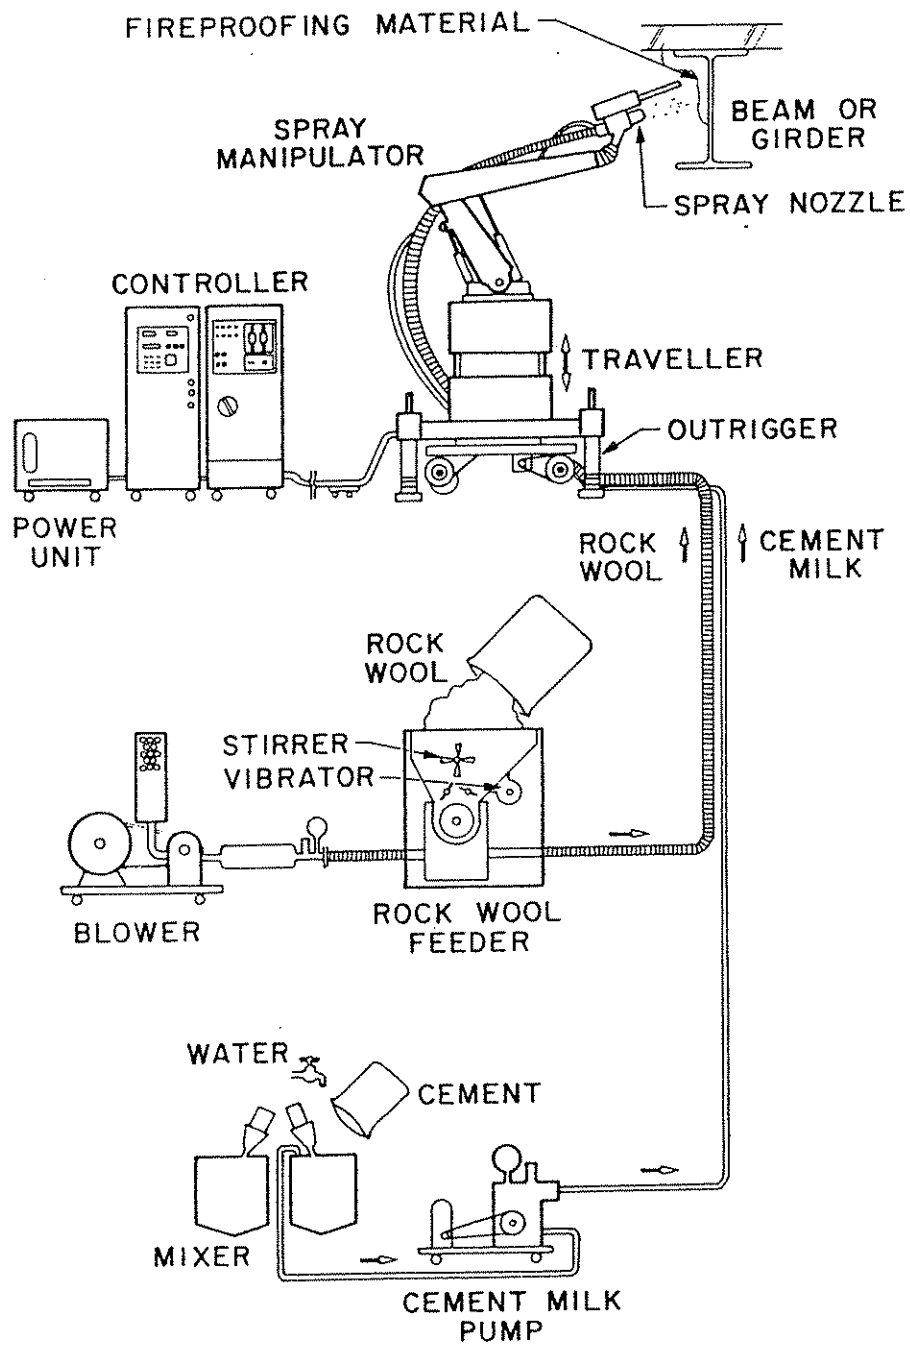 FIREPROOFING MATERIAL
SPRAY
MANIPULATOR
BEAM OR
GIRDER
SPRAY NOZZLE
CONTROLLER
TRAVELLER
OUTRIGGER
POWER
UNIT
ROCK
WOOL
CEMENT
MILK
ROCK
WOOL
STIRRER
VIBRATOR
BLOWER
ROCK WOOL
FEEDER
WATER
CEMENT
MIXER
CEMENT MILK
PUMP